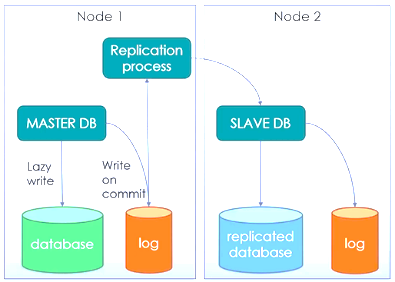 Node 1
Node 2
Replication
process
MASTER DB
SLAVE DB
Lazy
write
Write
on
commit
database
log
replicated
database
log